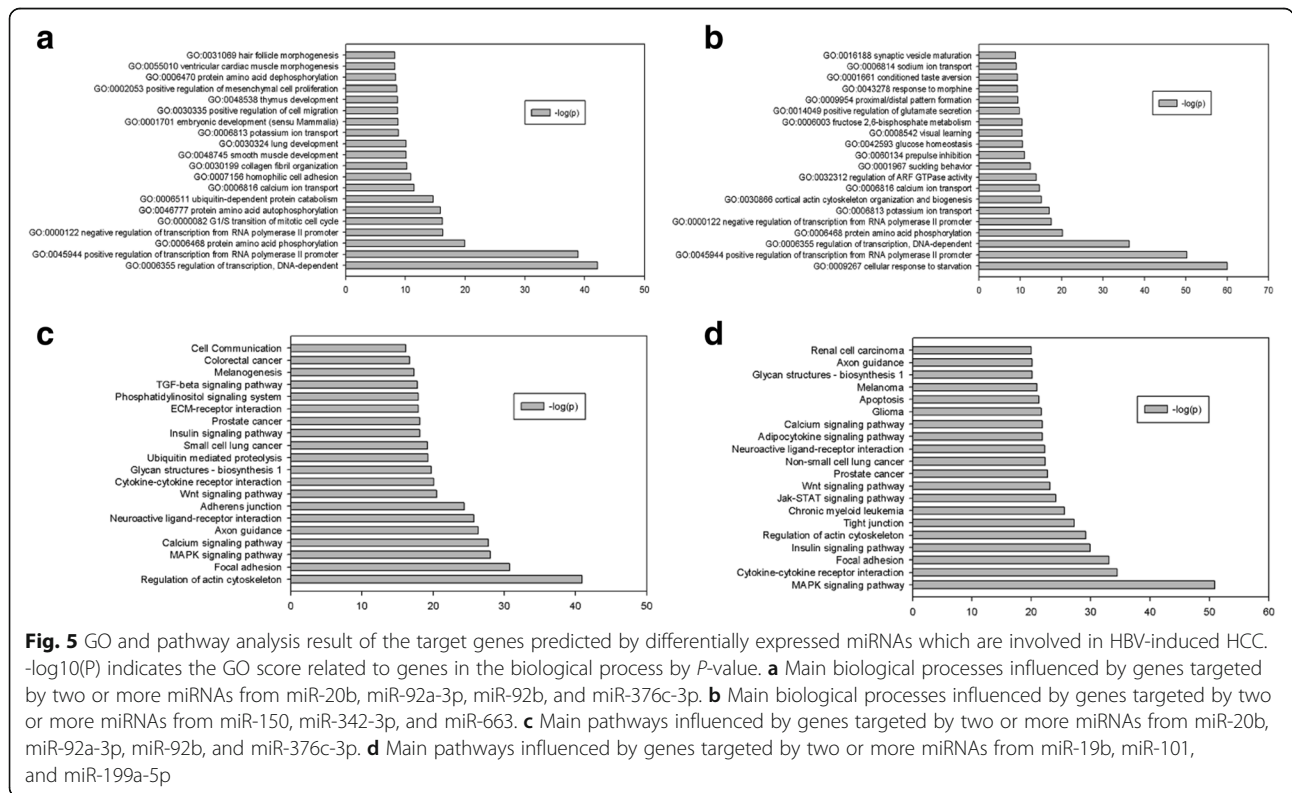 a
GO:0031069 hair follicle morphogenesis
GO:0055010 ventricular cardiac muscle morphogenesis
GO:0006470 protein amino acid dephosphorylation
GO:0002053 positive regulation of mesenchymal cell proliferation
GO:0048538 thymus development
GO:0030335 positive regulation of cell migration
GO:0001701 embryonic development (sensu Mammalia)
GO:0006813 potassium ion transport
GO:0030324 lung development
GO:0048745 smooth muscle development
GO:0030199 collagen fibril organization
GO:0007156 homophilic cell adhesion
GO:0006816 calcium ion transport
GO:0006511 ubiquitin-dependent protein catabolism
GO:0046777 protein amino acid autophosphorylation
GO:0000082 G1/S transition of mitotic cell cycle
GO:0000122 negative regulation of transcription from RNA polymerase II promoter
GO:0006468 protein amino acid phosphorylation
GO:0045944 positive regulation of transcription from RNA polymerase II promoter
GO:0006355 regulation of transcription, DNA-dependent
-log(p)
0 10 20 30 40 50
b
GO:0016188 synaptic vesicle maturation
GO:0006814 sodium ion transport
GO:0001661 conditioned taste aversion
GO:0043278 response to morphine
GO:0009954 proximal/distal pattern formation
GO:0014049 positive regulation of glutamate secretion
GO:0006003 fructose 2,6-bisphosphate metabolism
GO:0008542 visual learning
GO:0042593 glucose homeostasis
GO:0060134 prepulse inhibition
GO:0001967 suckling behavior
GO:0032312 regulation of ARF GTPase activity
GO:0006816 calcium ion transport
GO:0030866 cortical actin cytoskeleton organization and biogenesis
GO:0006813 potassium ion transport
GO:0000122 negative regulation of transcription from RNA polymerase II promoter
GO:0006468 protein amino acid phosphorylation
GO:0006355 regulation of transcription, DNA-dependent
GO:0045944 positive regulation of transcription from RNA polymerase II promoter
GO:0009267 cellular response to starvation
-log(p)
0 10 20 30 40 50 60 70
c
Cell Communication
Colorectal cancer
Melanogenesis
TGF-beta signaling pathway
Phosphatidylinositol signaling system
ECM-receptor interaction
Prostate cancer
Insulin signaling pathway
Small cell lung cancer
Ubiquitin mediated proteolysis
Glycan structures - biosynthesis 1
Cytokine-cytokine receptor interaction
Wnt signaling pathway
Adherens junction
Neuroactive ligand-receptor interaction
Axon guidance
Calcium signaling pathway
MAPK signaling pathway
Focal adhesion
Regulation of actin cytoskeleton
-log(p)
0 10 20 30 40 50
d
Renal cell carcinoma
Axon guidance
Glycan structures - biosynthesis 1
Melanoma
Apoptosis
Glioma
Calcium signaling pathway
Adipocytokine signaling pathway
Neuroactive ligand-receptor interaction
Non-small cell lung cancer
Prostate cancer
Wnt signaling pathway
Jak-STAT signaling pathway
Chronic myeloid leukemia
Tight junction
Regulation of actin cytoskeleton
Insulin signaling pathway
Focal adhesion
Cytokine-cytokine receptor interaction
MAPK signaling pathway
-log(p)
0 10 20 30 40 50 60
Fig. 5 GO and pathway analysis result of the target genes predicted by differentially expressed miRNAs which are involved in HBV-induced HCC.
-log10(P) indicates the GO score related to genes in the biological process by P-value. a Main biological processes influenced by genes targeted
by two or more miRNAs from miR-20b, miR-92a-3p, miR-92b, and miR-376c-3p. b Main biological processes influenced by genes targeted by two
or more miRNAs from miR-150, miR-342-3p, and miR-663. c Main pathways influenced by genes targeted by two or more miRNAs from miR-20b,
miR-92a-3p, miR-92b, and miR-376c-3p. d Main pathways influenced by genes targeted by two or more miRNAs from miR-19b, miR-101,
and miR-199a-5p